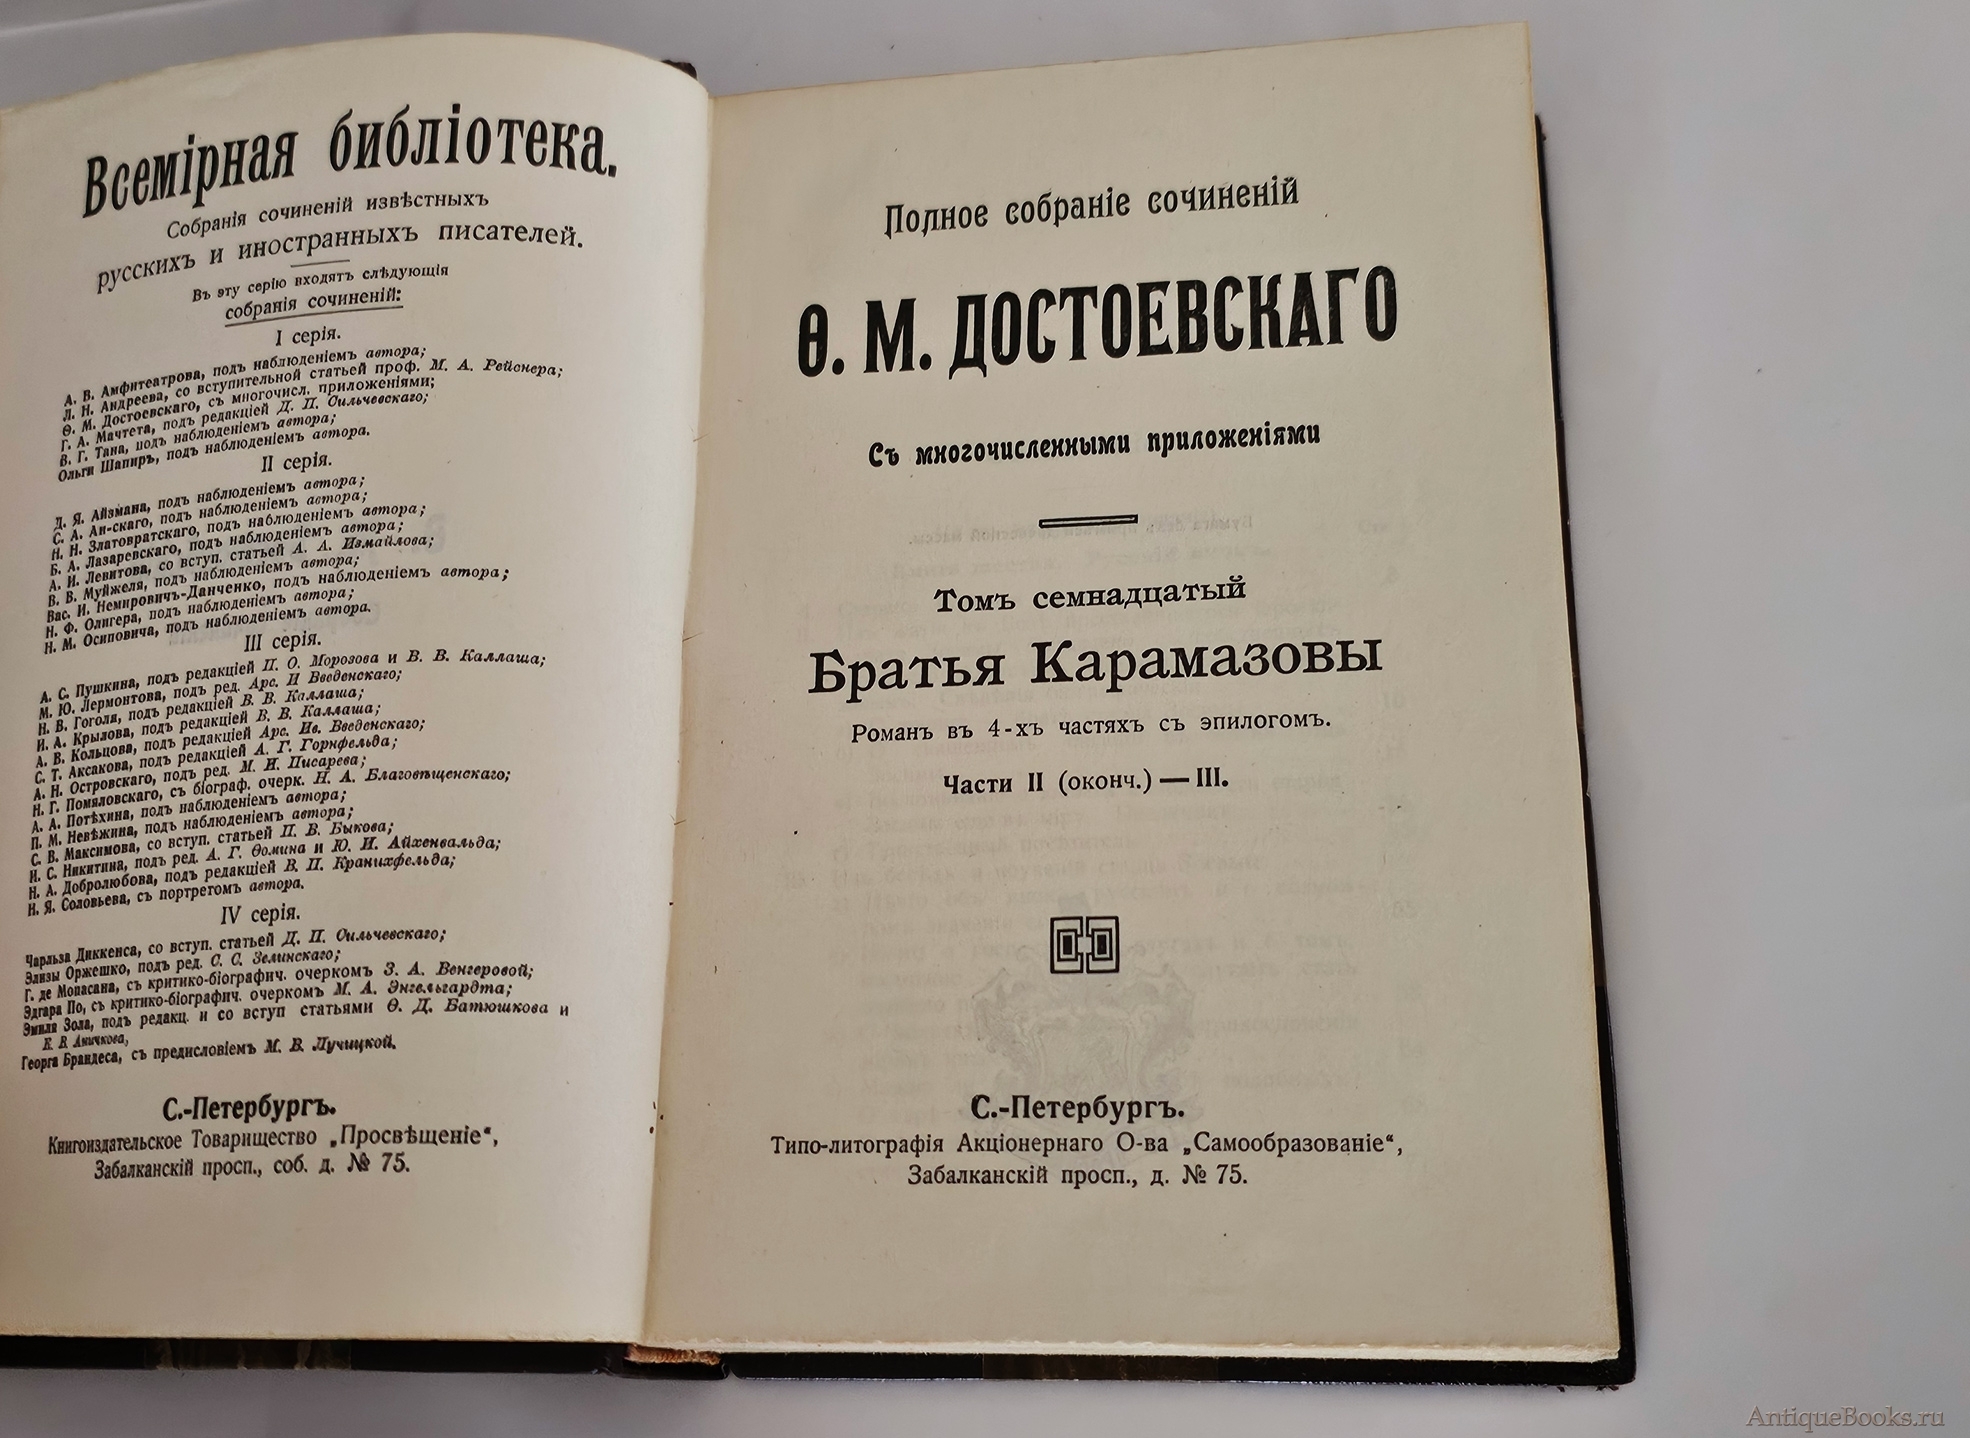 Всемірная библіотека.
Собранія сочиненій извѣстныхъ
русскихъ и иностранныхъ писателей.
Въ эту серію входятъ слѣдующія
собранія сочиненій:
I серія.
А. В. Амфитеатрова, подъ наблюденіемъ автора;
Л. Н. Андреева, со вступительной статьей проф. М. А. Рейснера;
Ѳ. М. Достоевскаго, съ многочисл. приложеніями;
Г. А. Мачтета, подъ редакціей Д. П. Сильчевскаго;
В. Г. Тана, подъ наблюденіемъ автора;
Ольги Шапиръ, подъ наблюденіемъ автора.
II серія.
Д. Я. Айзмана, подъ наблюденіемъ автора;
С. А. Ан-скаго, подъ наблюденіемъ автора;
Н. Н. Златовратскаго, подъ наблюденіемъ автора;
Б. А. Лазаревскаго, подъ наблюденіемъ автора;
А. И. Левитова, со вступ. статьей А. А. Измайлова;
В. В. Муйжеля, подъ наблюденіемъ автора;
Вас. И. Немировичъ-Данченко, подъ наблюденіемъ автора;
Н. Ф. Олигера, подъ наблюденіемъ автора;
Н. М. Осиповича, подъ наблюденіемъ автора.
III серія.
А. С. Пушкина, подъ редакціей П. О. Морозова и В. В. Каллаша;
М. Ю. Лермонтова, подъ ред. Арс. И Введенскаго;
Н. В. Гоголя, подъ редакціей В. В. Каллаша;
И. А. Крылова, подъ редакціей В. В. Каллаша;
А. В. Кольцова, подъ редакціей Арс. Ив. Введенскаго;
С. Т. Аксакова, подъ редакціей А. Г. Горнфельда;
А. Н. Островскаго, подъ ред. М. И. Писарева;
Н. Г. Помяловскаго, съ біограф. очерк. Н. А. Благовѣщенскаго;
А. А. Потѣхина, подъ наблюденіемъ автора;
П. М. Невѣжина, подъ наблюденіемъ автора;
С. В. Максимова, со вступ. статьей П. В. Быкова;
И. С. Никитина, подъ ред. А. Г. Ѳомина и Ю. И. Айхенвальда;
Н. А. Добролюбова, подъ редакціей В. П. Кранихфельда;
Н. Я. Соловьева, съ портретомъ автора.
IV серія.
Чарльза Диккенса, со вступ. статьей Д. П. Сильчевскаго;
Элизы Оржешко, подъ ред. С. С. Зелинскаго;
Г. де Мопасана, съ критико-біографич. очеркомъ З. А. Венгеровой;
Эдгара По, съ критико-біографич. очеркомъ М. А. Энгельгардта;
Эмиля Зола, подъ редакц. и со вступ статьями Ѳ. Д. Батюшкова и
Е. В. Аничкова,
Георга Брандеса, съ предисловіемъ М. В. Лучицкой.
С.-Петербургъ.
Книгоиздательское Товарищество „Просвѣщеніе“,
Забалканскій просп., соб. д. № 75.
Полное собраніе сочиненій
Ѳ. М. ДОСТОЕВСКАГО
Съ многочисленными приложеніями
Томъ семнадцатый
Братья Карамазовы
Романъ въ 4-хъ частяхъ съ эпилогомъ.
Части II (оконч.) — III.
С.-Петербургъ.
Типо-литографія Акціонернаго О-ва „Самообразованіе“,
Забалканскій просп., д. № 75.
AntiqueBooks.ru